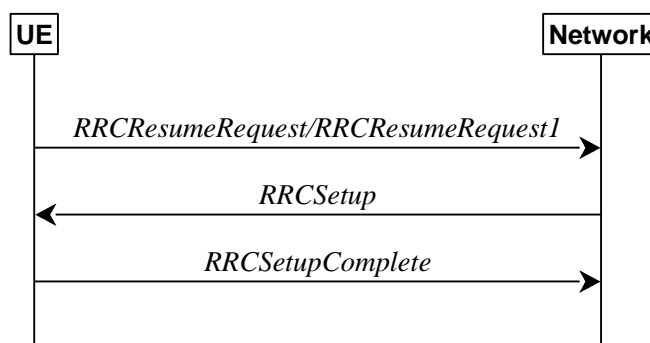 UE
Network
RRCResumeRequest/RRCResumeRequest1
RRCSetup
RRCSetupComplete